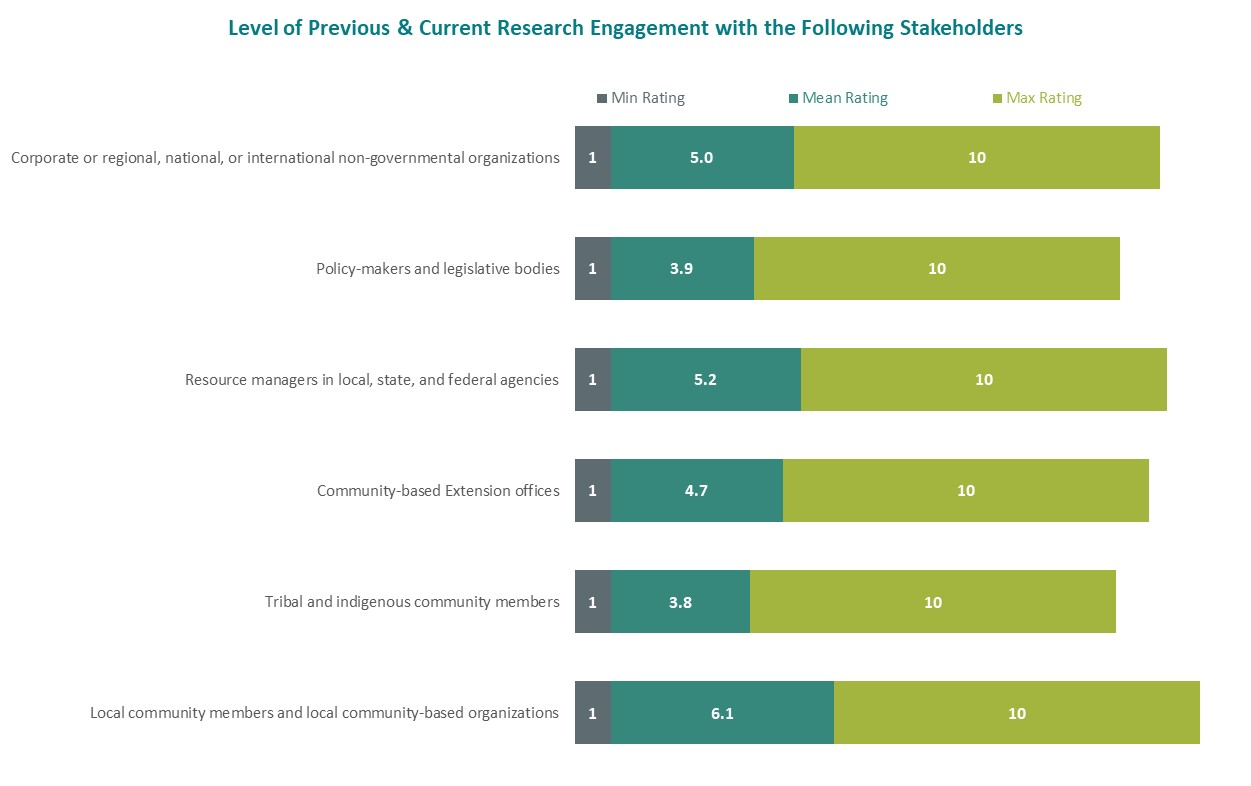 Level of Previous & Current Research Engagement with the Following Stakeholders
Min Rating Mean Rating Max Rating
Corporate or regional, national, or international non-governmental organizations 1 5.0 10
Policy-makers and legislative bodies 1 3.9 10
Resource managers in local, state, and federal agencies 1 5.2 10
Community-based Extension offices 1 4.7 10
Tribal and indigenous community members 1 3.8 10
Local community members and local community-based organizations 1 6.1 10